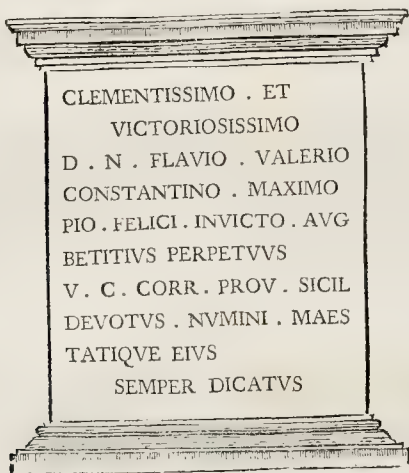 CLEMENTISSIMO . ET
VICTORIOSISSIMO
D . N . FLAVIO . VALERIO
CONSTANTINO . MAXIMO
PIO . FELICI . INVICTO . AVG
BETITIVS PERPETVVS
V . C . CORR . PROV . SICIL
DEVOTVS . NVMINI . MAES
TATIQVE EIVS
SEMPER DICATVS